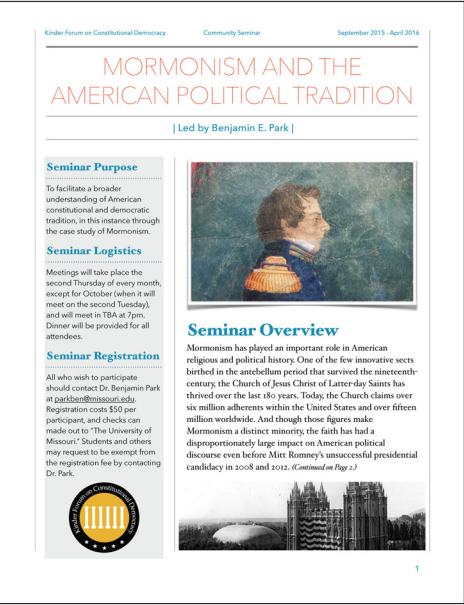 Kinder Forum on Constitutional Democracy
Community Seminar
September 2015 - April 2016
MORMONISM AND THE
AMERICAN POLITICAL TRADITION
| Led by Benjamin E. Park |
Seminar Purpose
To facilitate a broader
understanding of American
constitutional and democratic
tradition, in this instance through
the case study of Mormonism.
Seminar Logistics
Meetings will take place the
second Thursday of every month,
except for October (when it will
meet on the second Tuesday),
and will meet in TBA at 7pm.
Dinner will be provided for all
attendees.
Seminar Registration
All who wish to participate
should contact Dr. Benjamin Park
at parkben@missouri.edu.
Registration costs $50 per
participant, and checks can
made out to "The University of
Missouri." Students and others
may request to be exempt from
the registration fee by contacting
Dr. Park.
Kinder Forum on Constitutional Democracy
Seminar Overview
Mormonism has played an important role in American
religious and political history. One of the few innovative sects
birthed in the antebellum period that survived the nineteenth-
century, the Church of Jesus Christ of Latter-day Saints has
thrived over the last 180 years. Today, the Church claims over
six million adherents within the United States and over fifteen
million worldwide. And though those figures make
Mormonism a distinct minority, the faith has had a
disproportionately large impact on American political
discourse even before Mitt Romney's unsuccessful presidential
candidacy in 2008 and 2012. (Continued on Page 2.)
1